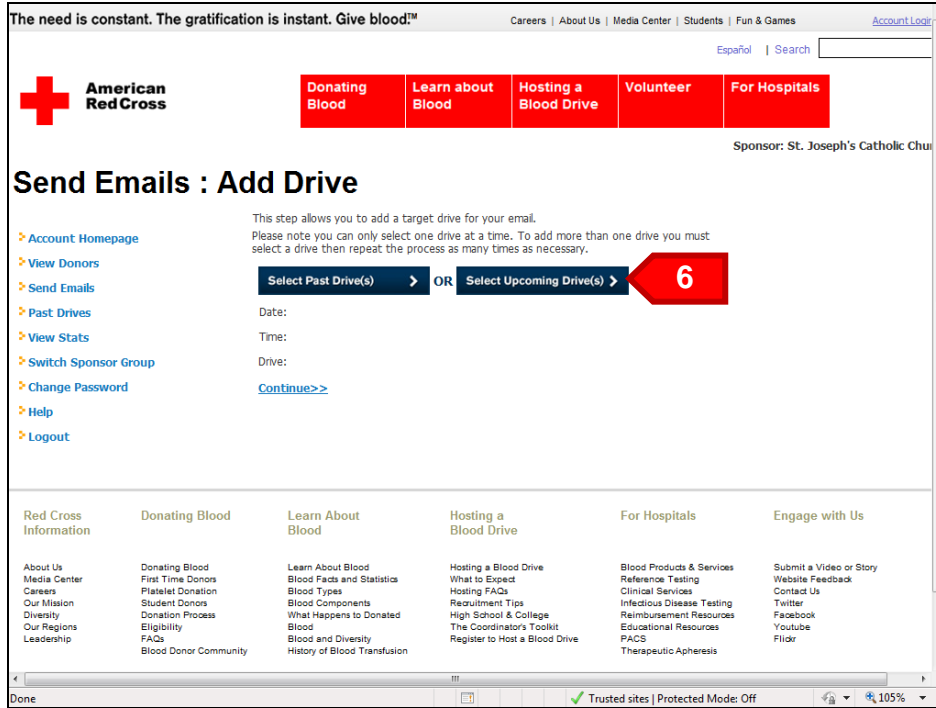 The need is constant. The gratification is instant. Give blood.™
Careers | About Us | Media Center | Students | Fun & Games
Account Login
Español | Search
American
Red Cross
Donating
Blood
Learn about
Blood
Hosting a
Blood Drive
Volunteer
For Hospitals
Sponsor: St. Joseph's Catholic Chur
Send Emails : Add Drive
This step allows you to add a target drive for your email.
Please note you can only select one drive at a time. To add more than one drive you must
select a drive then repeat the process as many times as necessary.
Account Homepage
View Donors
Send Emails
Past Drives
View Stats
Switch Sponsor Group
Change Password
Help
Logout
Select Past Drive(s) OR Select Upcoming Drive(s)
6
Date:
Time:
Drive:
Continue>>
Red Cross
Information
About Us
Media Center
Careers
Our Mission
Diversity
Our Regions
Leadership
Donating Blood
Donating Blood
First Time Donors
Platelet Donation
Student Donors
Donation Process
Eligibility
FAQs
Blood Donor Community
Learn About
Blood
Learn About Blood
Blood Facts and Statistics
Blood Types
Blood Components
What Happens to Donated
Blood
Blood and Diversity
History of Blood Transfusion
Hosting a
Blood Drive
Hosting a Blood Drive
What to Expect
Hosting FAQs
Recruitment Tips
High School & College
The Coordinator's Toolkit
Register to Host a Blood Drive
For Hospitals
Blood Products & Services
Reference Testing
Clinical Services
Infectious Disease Testing
Reimbursement Resources
Educational Resources
PACS
Therapeutic Apheresis
Engage with Us
Submit a Video or Story
Website Feedback
Contact Us
Twitter
Facebook
Youtube
Flickr
Done
Trusted sites | Protected Mode: Off
105%